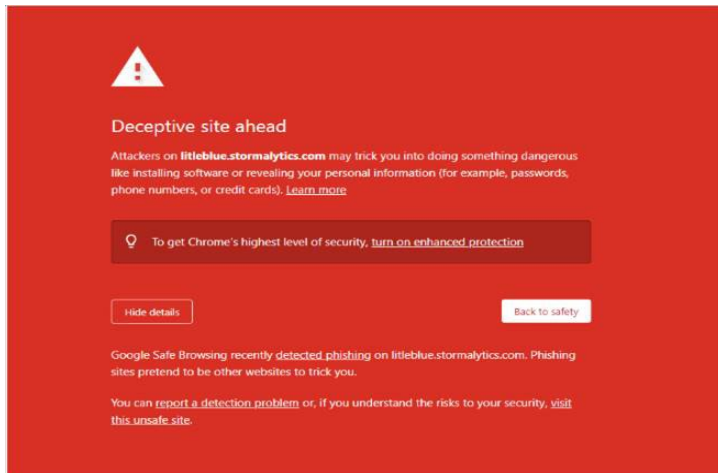 Deceptive site ahead
Attackers on litleblue.stormalytics.com may trick you into doing something dangerous
like installing software or revealing your personal information (for example, passwords,
phone numbers, or credit cards). Learn more
To get Chrome's highest level of security, turn on enhanced protection
Hide details
Back to safety
Google Safe Browsing recently detected phishing on litleblue.stormalytics.com. Phishing
sites pretend to be other websites to trick you.
You can report a detection problem or, if you understand the risks to your security, visit
this unsafe site.